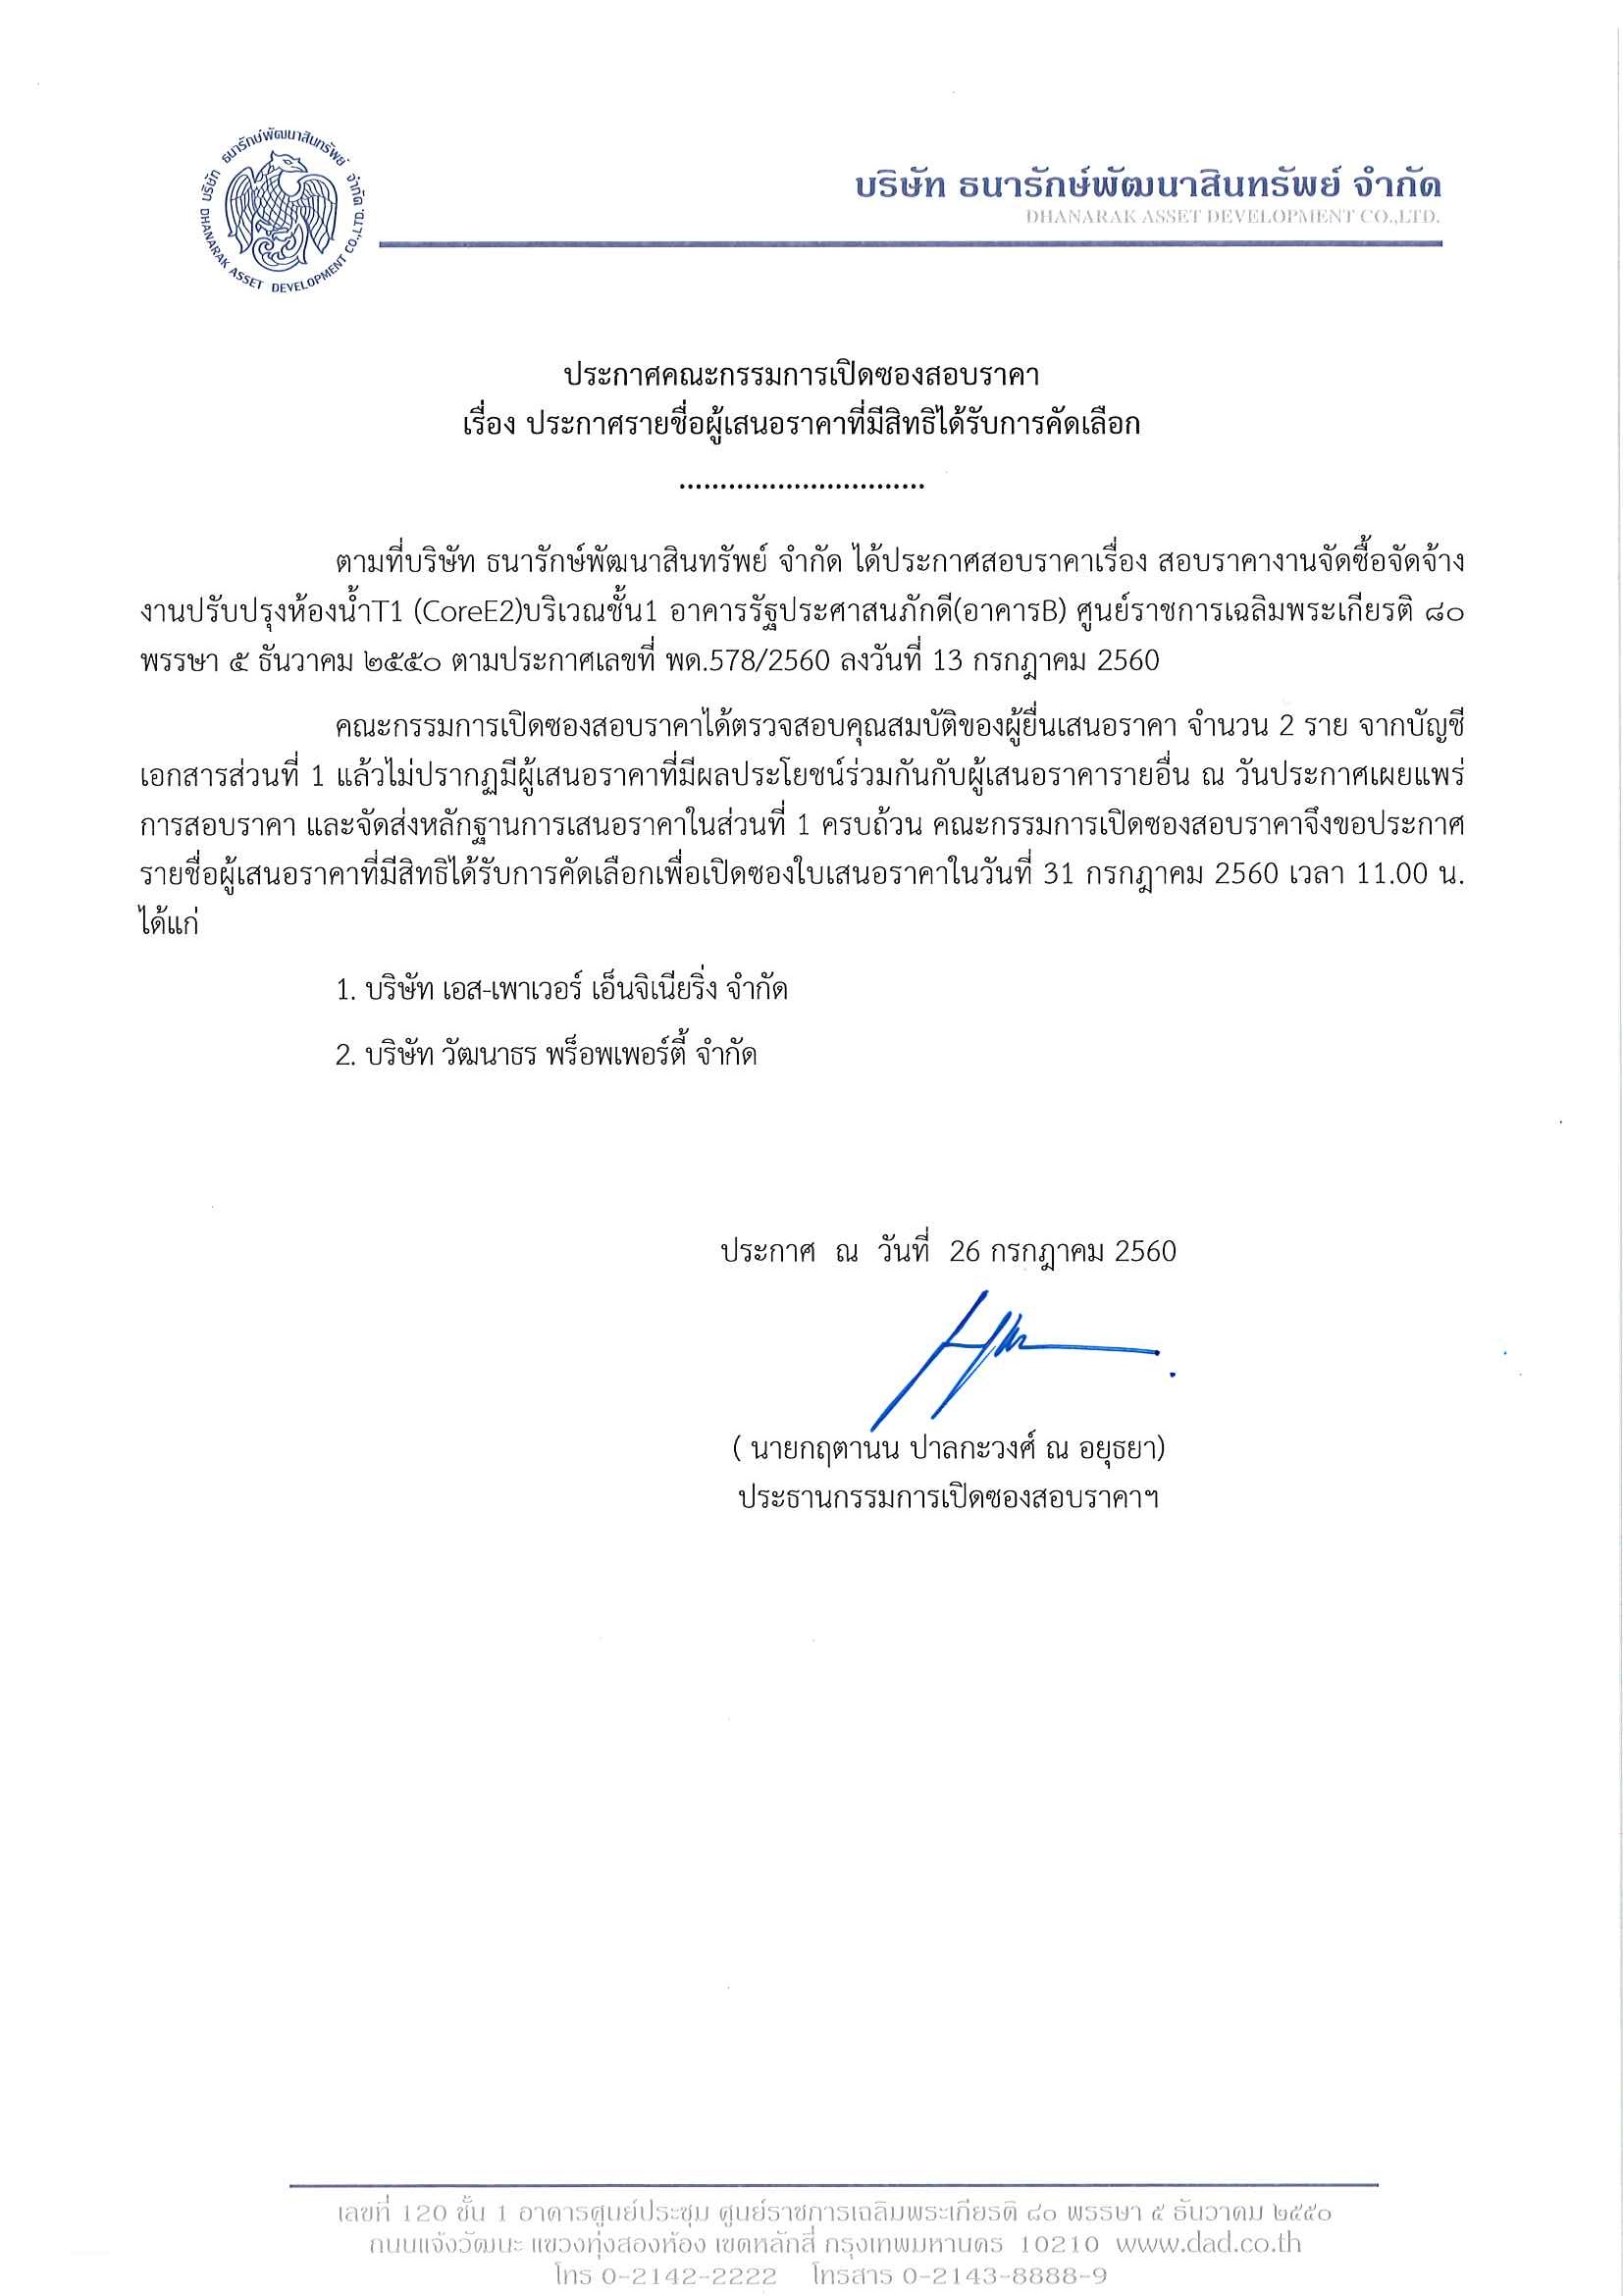 บริษัท ธนารักษ์พัฒนาสินทรัพย์ จำกัด
DHANARAK ASSET DEVELOPMENT CO.,LTD.
บริษัท ธนารักษ์พัฒนาสินทรัพย์ จำกัด
DHANARAK ASSET DEVELOPMENT CO.,LTD.
ประกาศคณะกรรมการเปิดซองสอบราคา
เรื่อง ประกาศรายชื่อผู้เสนอราคาที่มีสิทธิได้รับการคัดเลือก
..............................
ตามที่บริษัท ธนารักษ์พัฒนาสินทรัพย์ จำกัด ได้ประกาศสอบราคาเรื่อง สอบราคางานจัดซื้อจัดจ้าง
งานปรับปรุงห้องน้ำT1 (CoreE2)บริเวณชั้น1 อาคารรัฐประศาสนภักดี(อาคารB) ศูนย์ราชการเฉลิมพระเกียรติ ๘๐
พรรษา ๕ ธันวาคม ๒๕๕๐ ตามประกาศเลขที่ พด.578/2560 ลงวันที่ 13 กรกฎาคม 2560
คณะกรรมการเปิดซองสอบราคาได้ตรวจสอบคุณสมบัติของผู้ยื่นเสนอราคา จำนวน 2 ราย จากบัญชี
เอกสารส่วนที่ 1 แล้วไม่ปรากฏมีผู้เสนอราคาที่มีผลประโยชน์ร่วมกันกับผู้เสนอราคารายอื่น ณ วันประกาศเผยแพร่
การสอบราคา และจัดส่งหลักฐานการเสนอราคาในส่วนที่ 1 ครบถ้วน คณะกรรมการเปิดซองสอบราคาจึงขอประกาศ
รายชื่อผู้เสนอราคาที่มีสิทธิได้รับการคัดเลือกเพื่อเปิดซองใบเสนอราคาในวันที่ 31 กรกฎาคม 2560 เวลา 11.00 น.
ได้แก่
1. บริษัท เอส-เพาเวอร์ เอ็นจิเนียริ่ง จำกัด
2. บริษัท วัฒนาธร พร็อพเพอร์ตี้ จำกัด
ประกาศ ณ วันที่ 26 กรกฎาคม 2560
( นายกฤตานน ปาลกะวงศ์ ณ อยุธยา)
ประธานกรรมการเปิดซองสอบราคาฯ
เลขที่ 120 ชั้น 1 อาคารศูนย์ประชุม ศูนย์ราชการเฉลิมพระเกียรติ ๘๐ พรรษา ๕ ธันวาคม ๒๕๕๐
ถนนแจ้งวัฒนะ แขวงทุ่งสองห้อง เขตหลักสี่ กรุงเทพมหานคร 10210 www.dad.co.th
โทร 0-2142-2222 โทรสาร 0-2143-8888-9